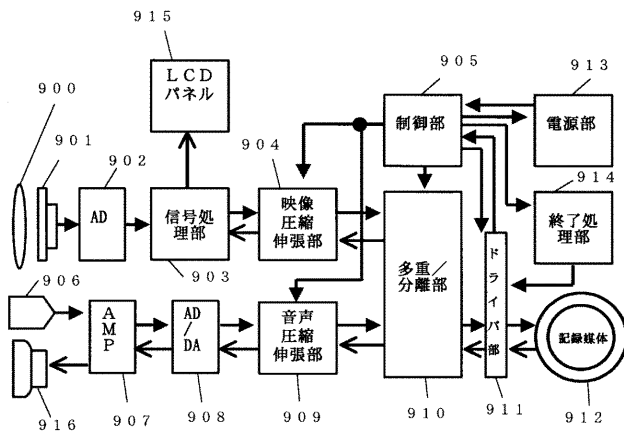 915
905
913
LCD
パネル
制御部
電源部
900
901
902
904
914
AD
信号処
理部
映像
圧縮
伸張部
多重/
分離部
ドライバ部
終了処
理部
903
906
AMP
AD
/
DA
音声
圧縮
伸張部
記録媒体
916
907
908
909
910
911
912